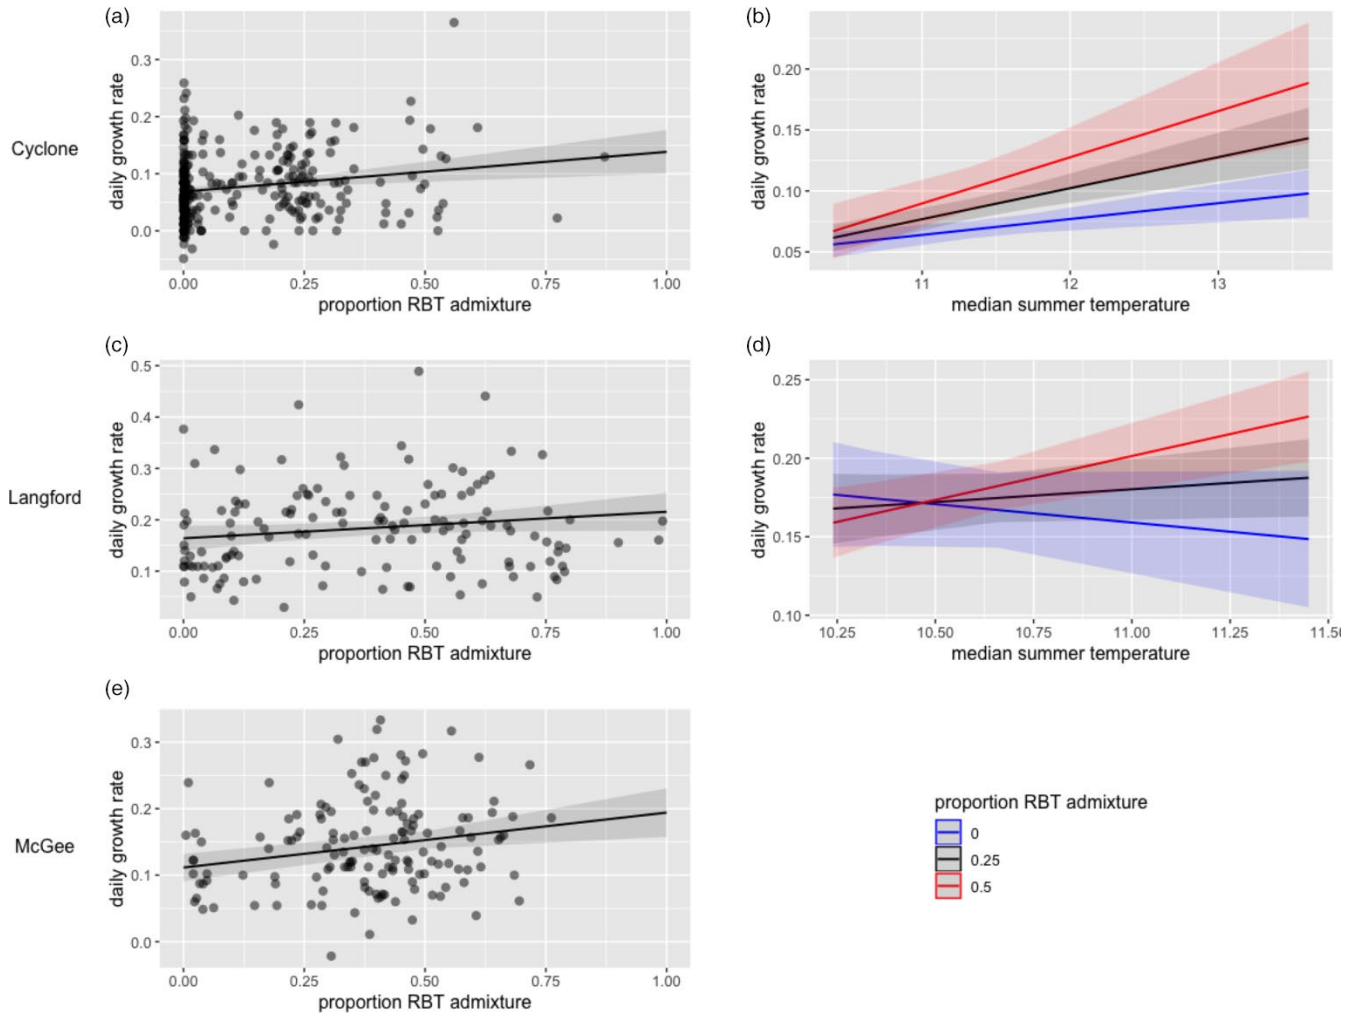 (a)
Cyclone
daily growth rate
0.3
0.2
0.1
0.0
0.00 0.25 0.50 0.75 1.00
proportion RBT admixture
(b)
daily growth rate
0.20
0.15
0.10
0.05
11 12 13
median summer temperature
(c)
Langford
daily growth rate
0.5
0.4
0.3
0.2
0.1
0.00 0.25 0.50 0.75 1.00
proportion RBT admixture
(d)
daily growth rate
0.25
0.20
0.15
0.10
10.25 10.50 10.75 11.00 11.25 11.5
median summer temperature
(e)
McGee
daily growth rate
0.3
0.2
0.1
0.0
0.00 0.25 0.50 0.75 1.00
proportion RBT admixture
proportion RBT admixture
0
0.25
0.5